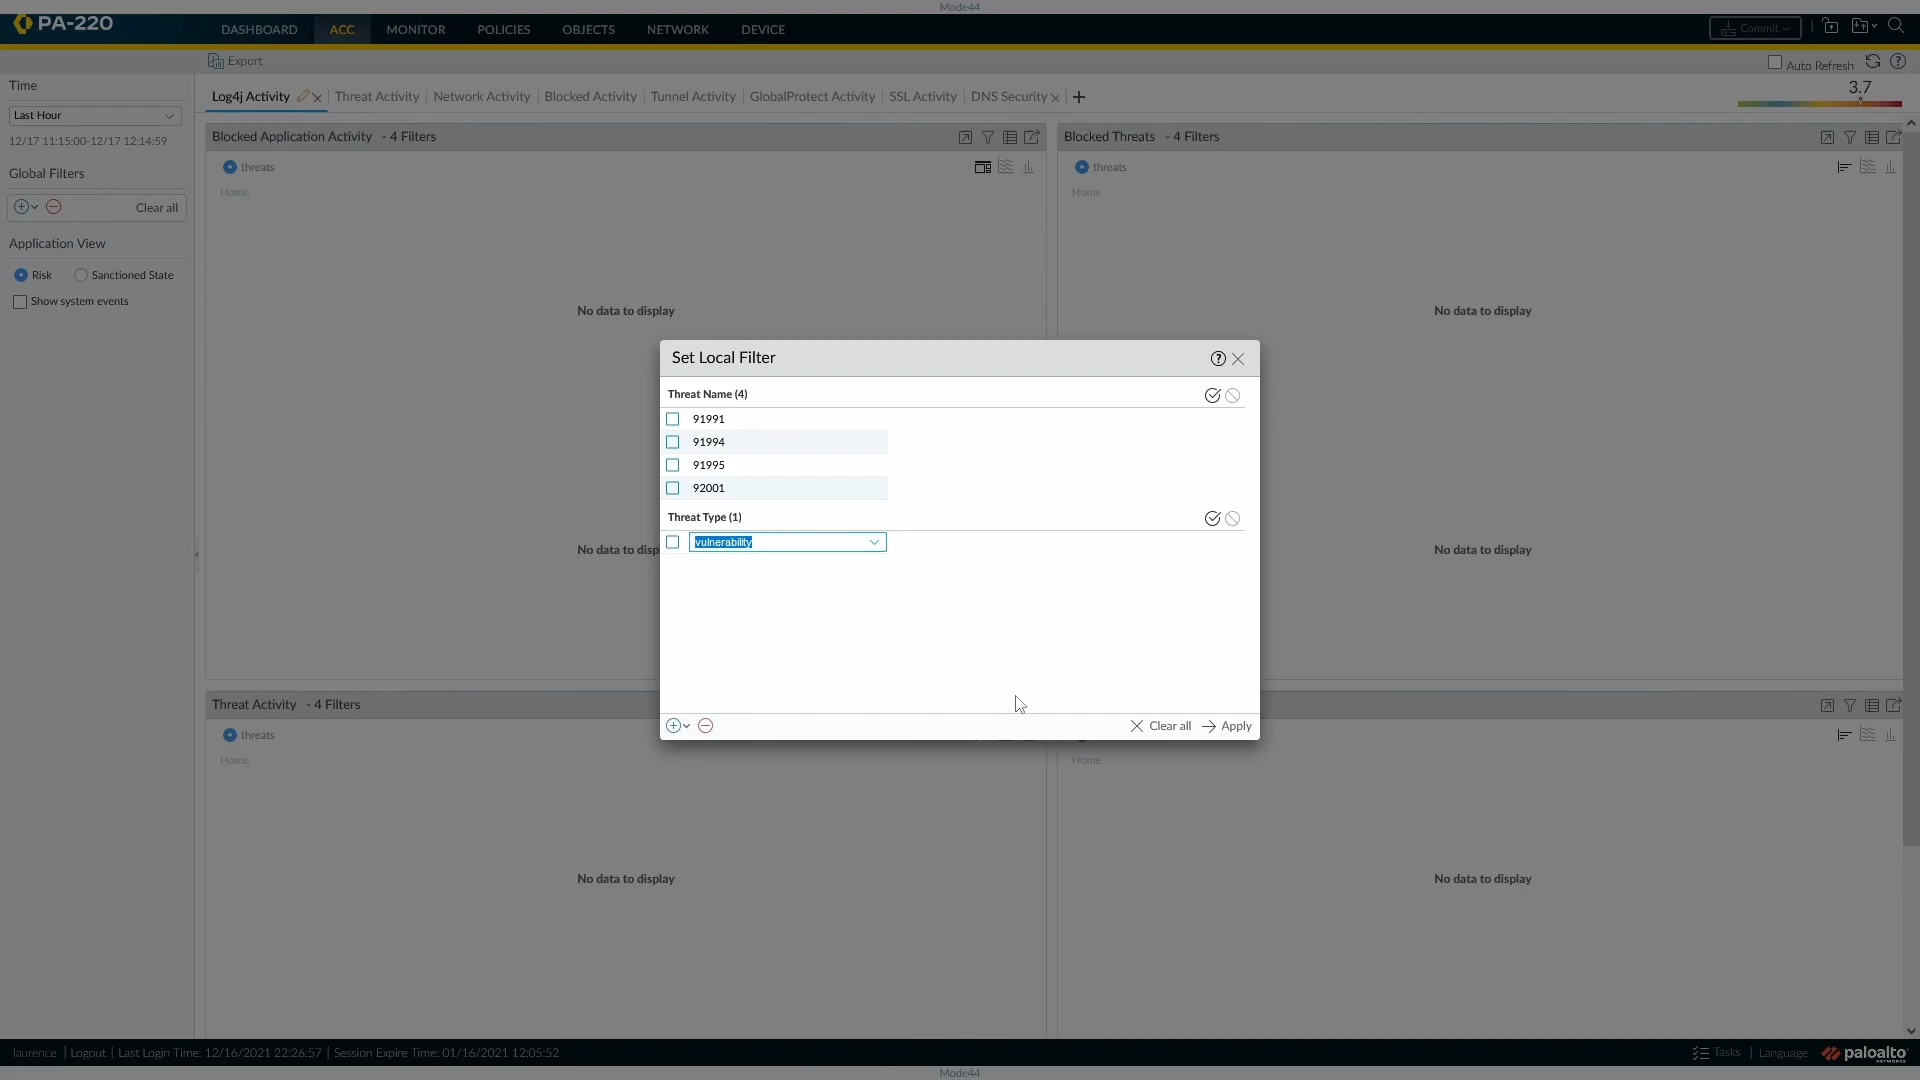 Mode44
PA-220
DASHBOARD
ACC
MONITOR
POLICIES
OBJECTS
NETWORK
DEVICE
Commit
Export
Auto Refresh
Time
Last Hour
12/17 11:15:00-12/17 12:14:59
Global Filters
Clear all
Application View
Risk
Sanctioned State
Show system events
Log4j Activity
Threat Activity
Network Activity
Blocked Activity
Tunnel Activity
GlobalProtect Activity
SSL Activity
DNS Security
3.7
Blocked Application Activity - 4 Filters
threats
Home
No data to display
No data to disp
Blocked Threats - 4 Filters
threats
Home
No data to display
No data to display
Set Local Filter
Threat Name (4)
91991
91994
91995
92001
Threat Type (1)
vulnerability
Clear all
Apply
Threat Activity - 4 Filters
threats
Home
No data to display
Home
No data to display
laurence | Logout | Last Login Time: 12/16/2021 22:26:57 | Session Expire Time: 01/16/2021 12:05:52
Tasks | Language
paloalto
NETWORKS
Mode44